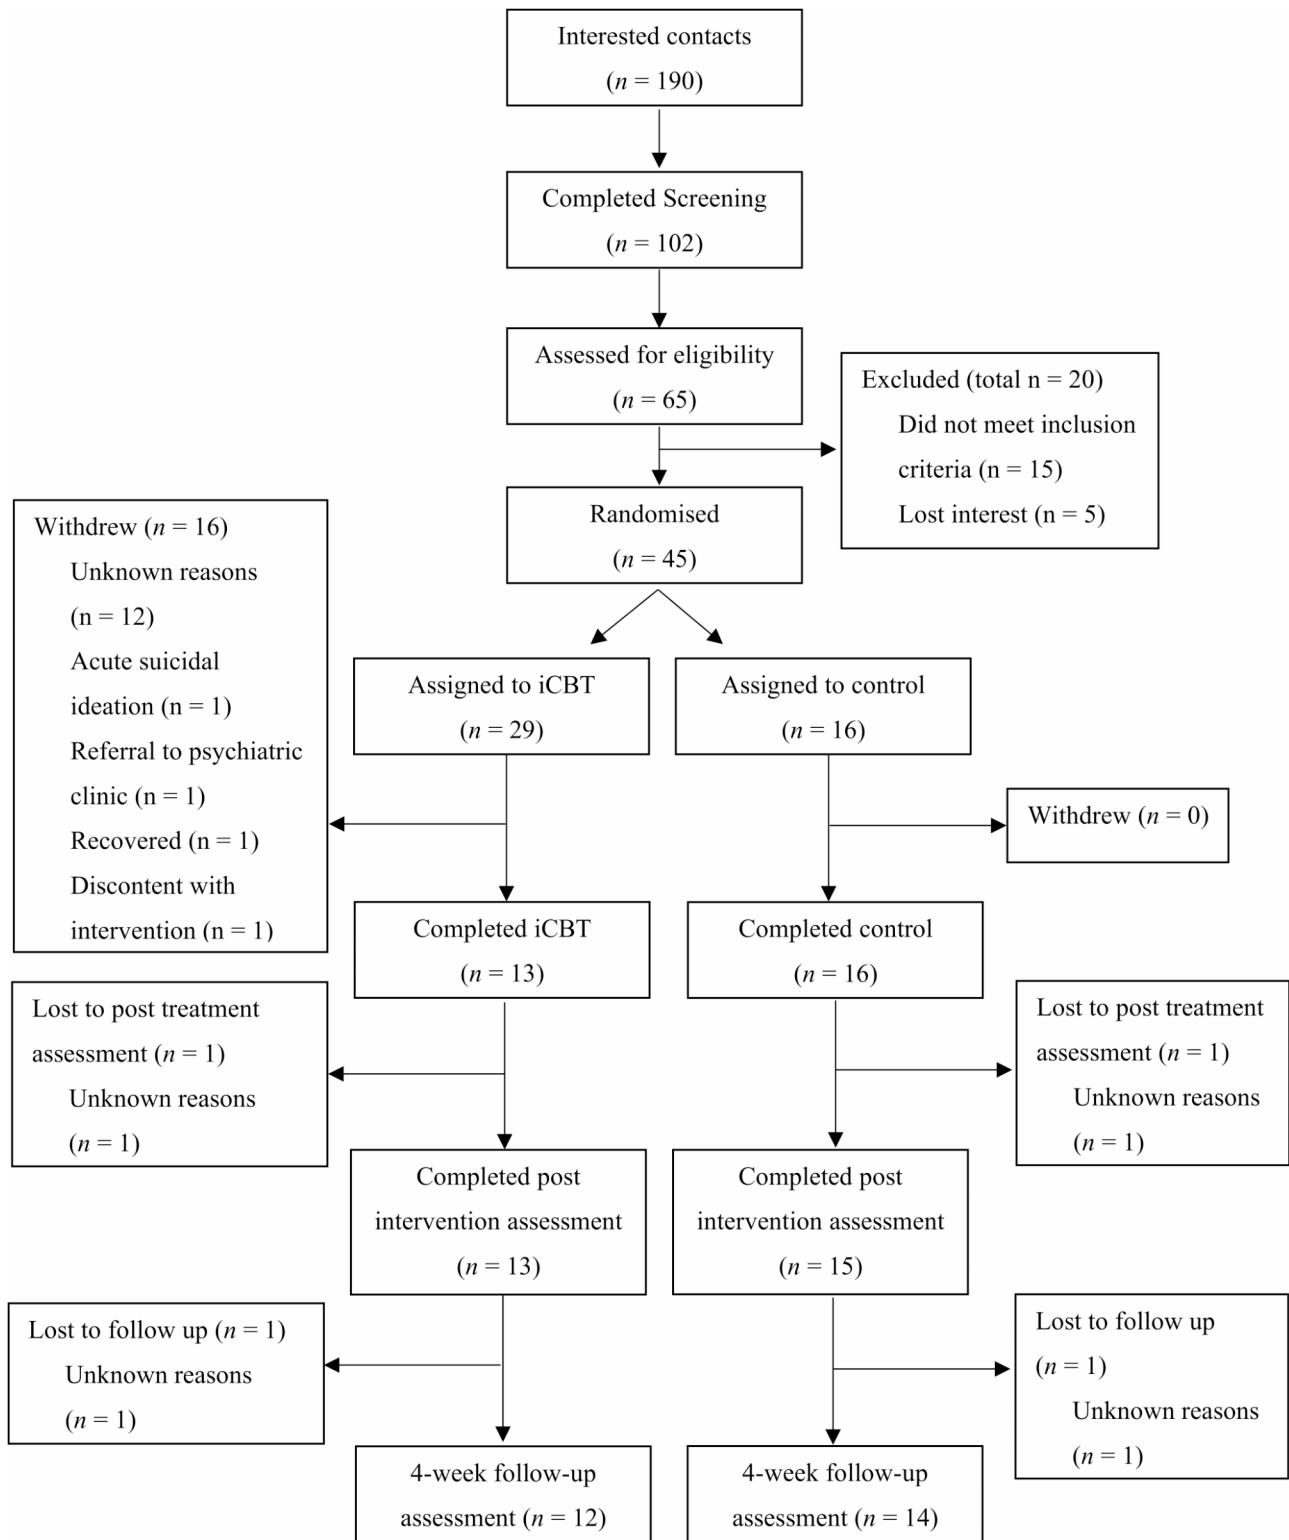 Interested contacts
(n = 190)
Completed Screening
(n = 102)
Assessed for eligibility
(n = 65)
Excluded (total n = 20)
Did not meet inclusion
criteria (n = 15)
Lost interest (n = 5)
Randomised
(n = 45)
Withdrew (n = 16)
Unknown reasons
(n = 12)
Acute suicidal
ideation (n = 1)
Referral to psychiatric
clinic (n = 1)
Recovered (n = 1)
Discontent with
intervention (n = 1)
Assigned to iCBT
(n = 29)
Assigned to control
(n = 16)
Withdrew (n = 0)
Completed iCBT
(n = 13)
Completed control
(n = 16)
Lost to post treatment
assessment (n = 1)
Unknown reasons
(n = 1)
Lost to post treatment
assessment (n = 1)
Unknown reasons
(n = 1)
Completed post
intervention assessment
(n = 13)
Completed post
intervention assessment
(n = 15)
Lost to follow up (n = 1)
Unknown reasons
(n = 1)
Lost to follow up
(n = 1)
Unknown reasons
(n = 1)
4-week follow-up
assessment (n = 12)
4-week follow-up
assessment (n = 14)